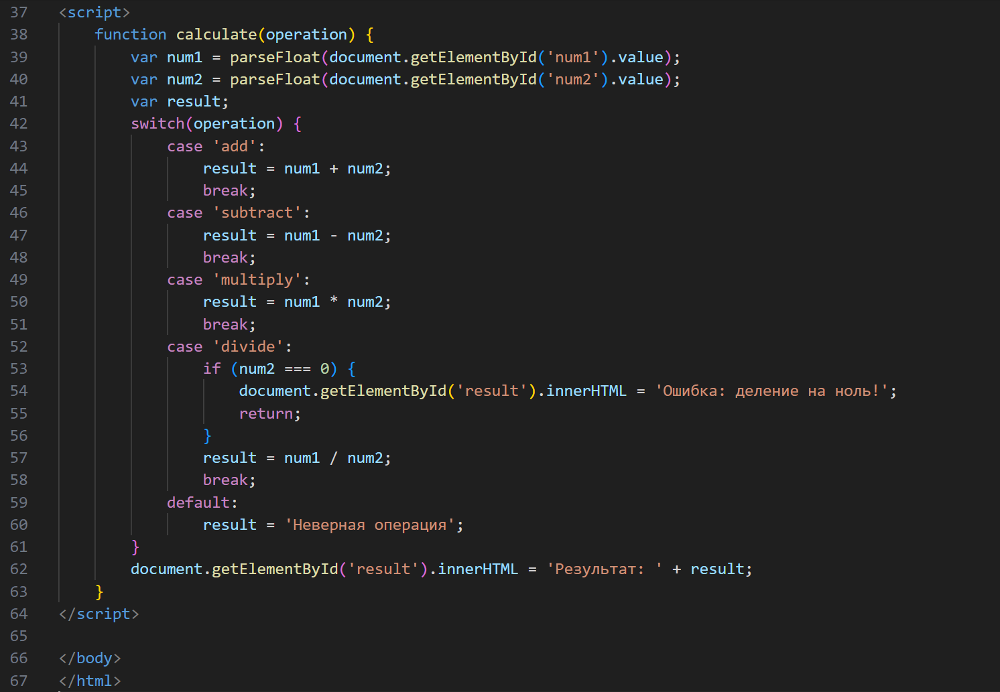 37 <script>
38     function calculate(operation) {
39         var num1 = parseFloat(document.getElementById('num1').value);
40         var num2 = parseFloat(document.getElementById('num2').value);
41         var result;
42         switch(operation) {
43             case 'add':
44                 result = num1 + num2;
45                 break;
46             case 'subtract':
47                 result = num1 - num2;
48                 break;
49             case 'multiply':
50                 result = num1 * num2;
51                 break;
52             case 'divide':
53                 if (num2 === 0) {
54                     document.getElementById('result').innerHTML = 'Ошибка: деление на ноль!';
55                     return;
56                 }
57                 result = num1 / num2;
58                 break;
59             default:
60                 result = 'Неверная операция';
61         }
62         document.getElementById('result').innerHTML = 'Результат: ' + result;
63     }
64 </script>
65
66 </body>
67 </html>